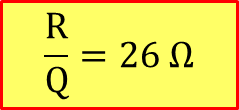 R/Q = 26 Ω